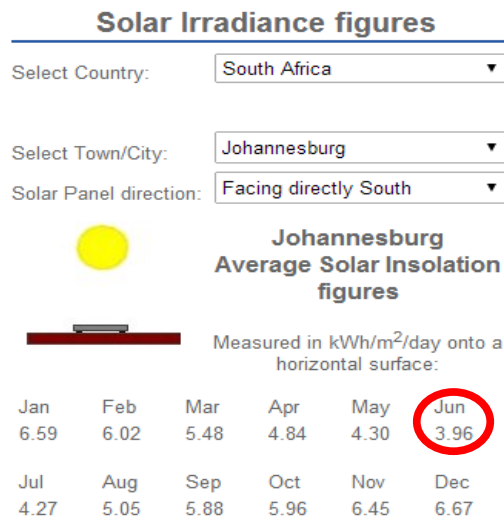 Solar Irradiance figures
Select Country: South Africa
Select Town/City: Johannesburg
Solar Panel direction: Facing directly South
Johannesburg
Average Solar Insolation
figures
Measured in kWh/m²/day onto a
horizontal surface:
Jan Feb Mar Apr May Jun
6.59 6.02 5.48 4.84 4.30 3.96
Jul Aug Sep Oct Nov Dec
4.27 5.05 5.88 5.96 6.45 6.67